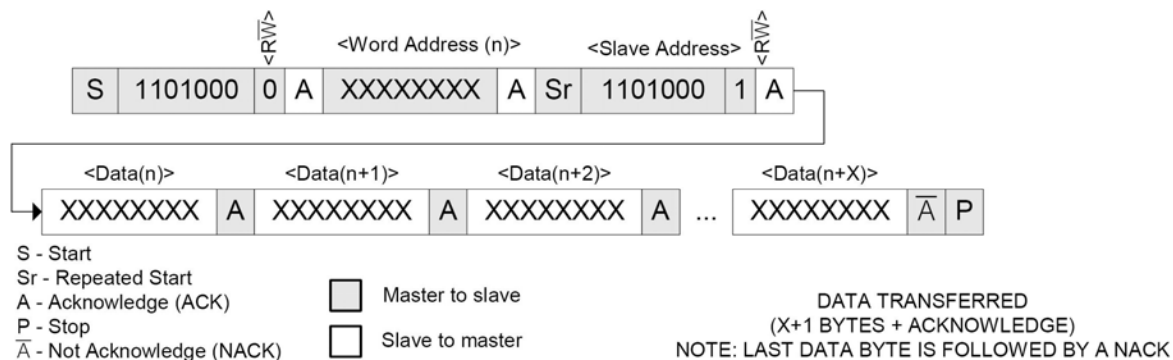 <RW̅> <RW̅>
<Word Address (n)> <Slave Address>
S 1101000 0 A XXXXXXXX A Sr 1101000 1 A
<Data(n)> <Data(n+1)> <Data(n+2)> <Data(n+X)>
XXXXXXXX A XXXXXXXX A XXXXXXXX A ... XXXXXXXX A̅ P
S - Start
Sr - Repeated Start
A - Acknowledge (ACK)
P - Stop
A̅ - Not Acknowledge (NACK)
Master to slave
Slave to master
DATA TRANSFERRED
(X+1 BYTES + ACKNOWLEDGE)
NOTE: LAST DATA BYTE IS FOLLOWED BY A NACK